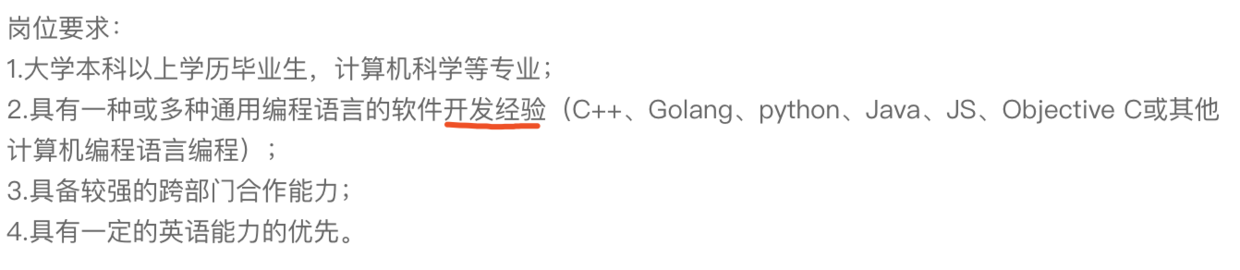 岗位要求：
1.大学本科以上学历毕业生，计算机科学等专业；
2.具有一种或多种通用编程语言的软件开发经验（C++、Golang、python、Java、JS、Objective C或其他
计算机编程语言编程）；
3.具备较强的跨部门合作能力；
4.具有一定的英语能力的优先。